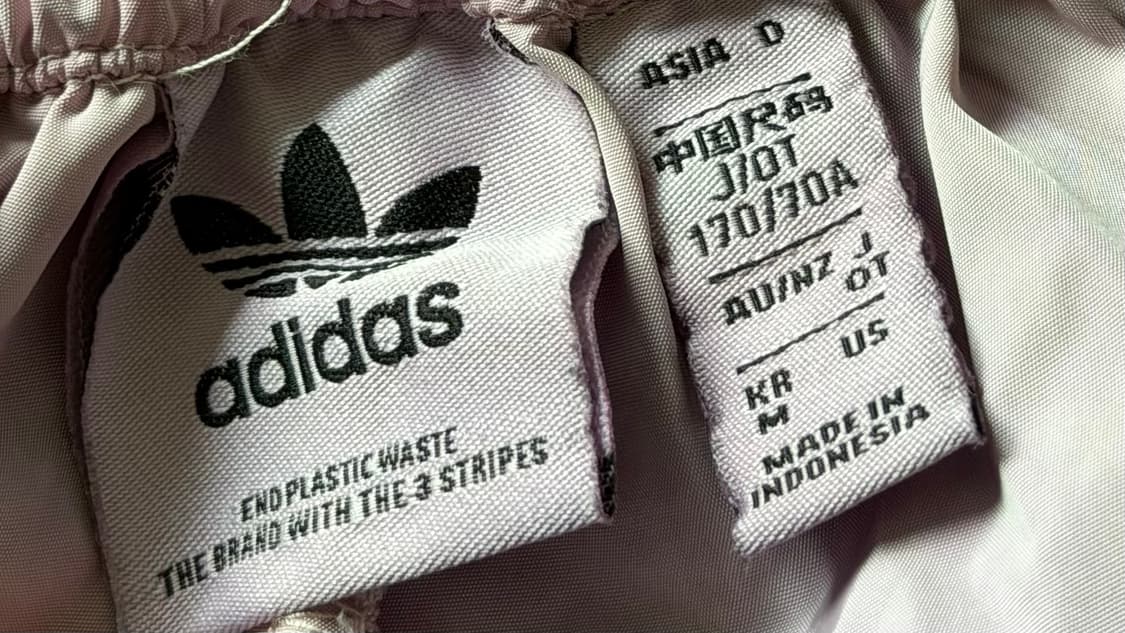 adidas
END PLASTIC WASTE
THE BRAND WITH THE 3 STRIPES
ASIA D
中国尺码
J/OT
170/70A
AU/NZ J
OT
US
KR
M
MADE IN
INDONESIA